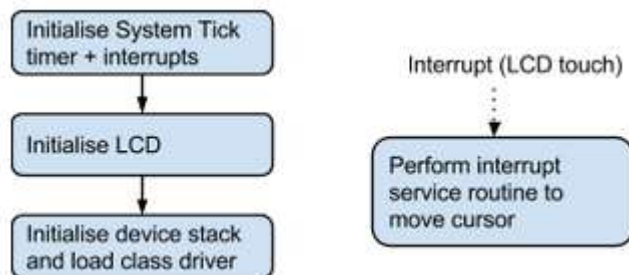 Initialise System Tick
timer + interrupts
Initialise LCD
Initialise device stack
and load class driver
Interrupt (LCD touch)
Perform interrupt
service routine to
move cursor